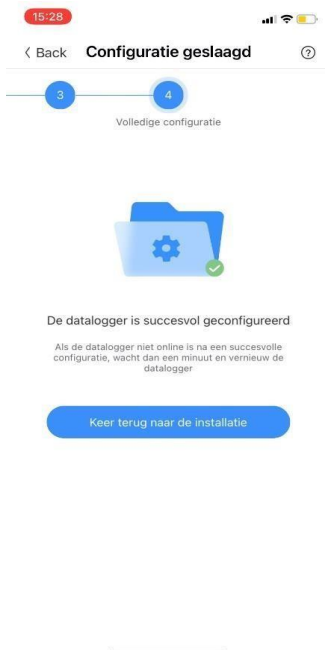 15:28
Back Configuratie geslaagd ?
3 4
Volledige configuratie
De datalogger is succesvol geconfigureerd
Als de datalogger niet online is na een succesvolle
configuratie, wacht dan een minuut en vernieuw de
datalogger
Keer terug naar de installatie